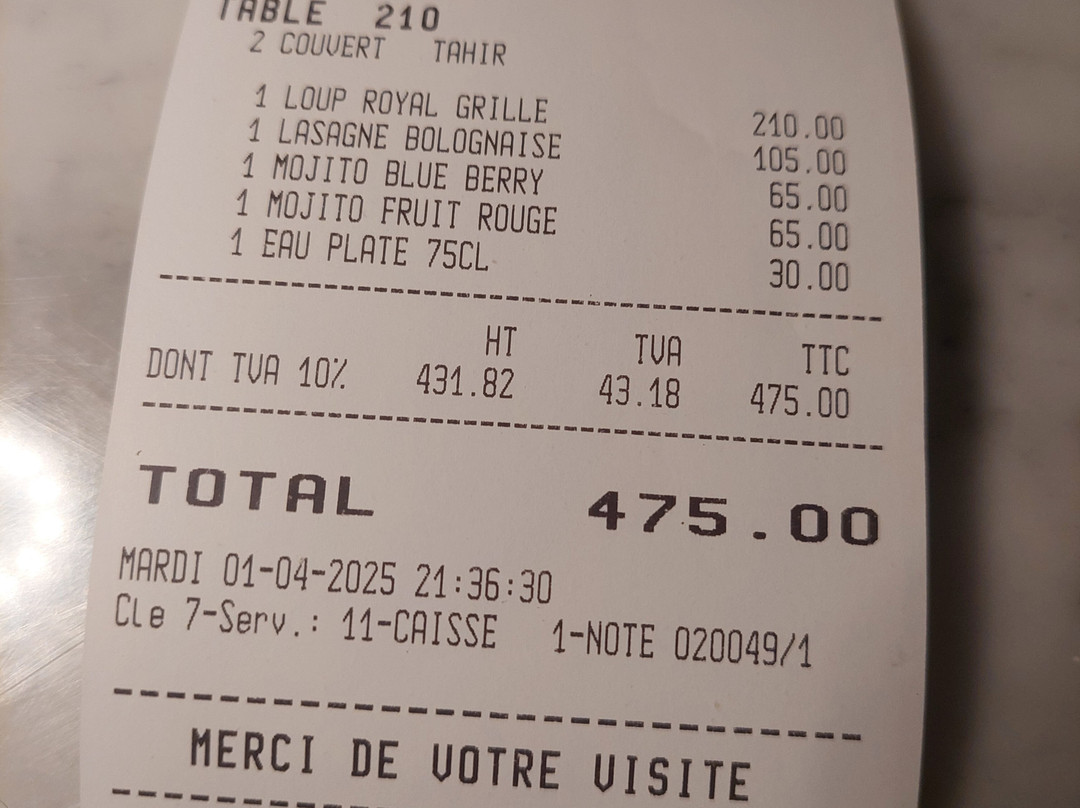 TABLE 210
2 COUVERT TAHIR
1 LOUP ROYAL GRILLE 210.00
1 LASAGNE BOLOGNAISE 105.00
1 MOJITO BLUE BERRY 65.00
1 MOJITO FRUIT ROUGE 65.00
1 EAU PLATE 75CL 30.00
HT TVA TTC
DONT TVA 10% 431.82 43.18 475.00
TOTAL 475.00
MARDI 01-04-2025 21:36:30
Cle 7-Serv.: 11-CAISSE 1-NOTE 020049/1
MERCI DE VOTRE VISITE